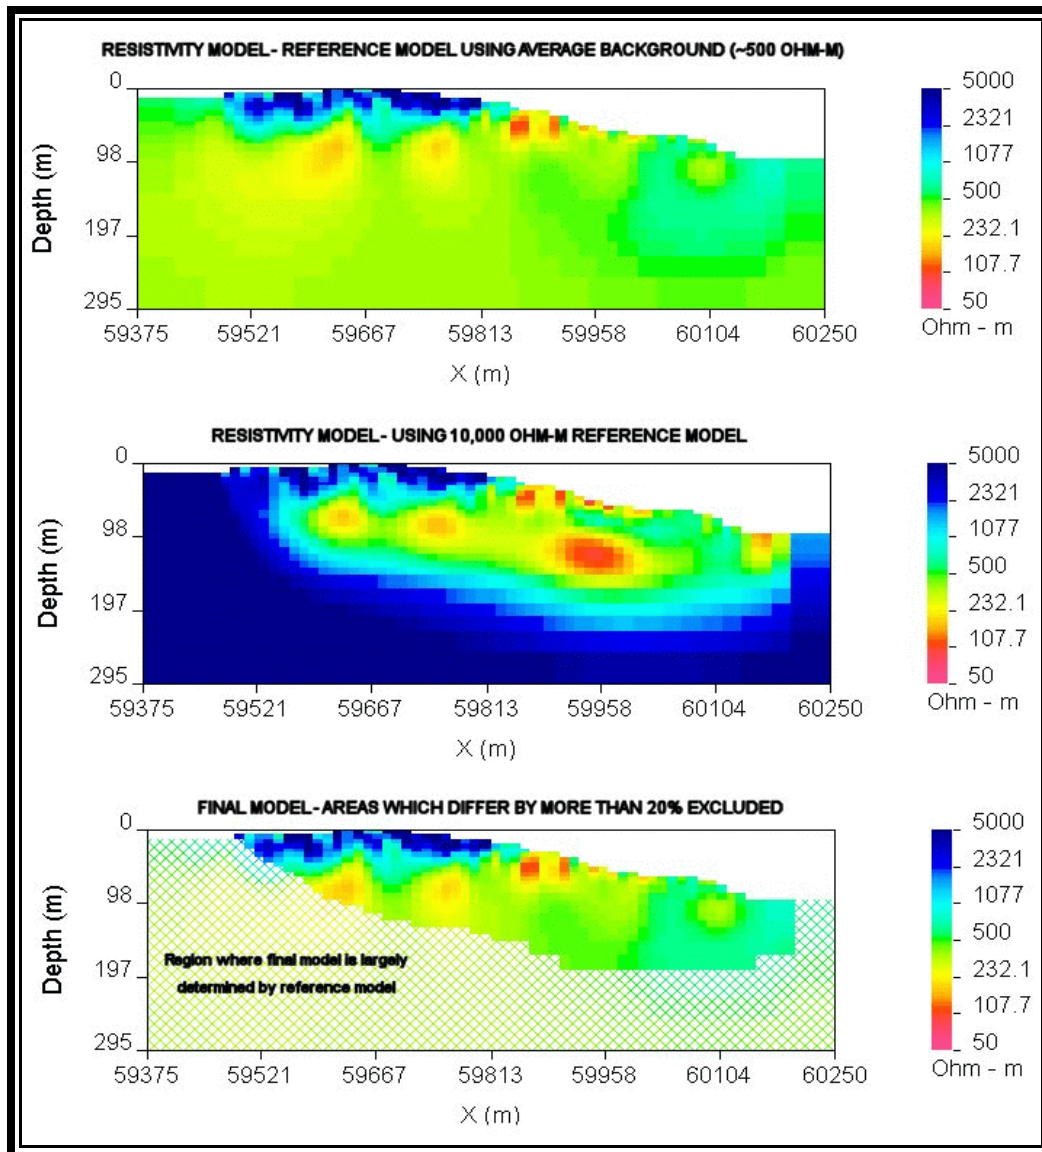 RESISTIVITY MODEL - REFERENCE MODEL USING AVERAGE BACKGROUND (~500 OHM-M)
0
98
197
295
Depth (m)
59375 59521 59667 59813 59958 60104 60250
X (m)
5000
2321
1077
500
232.1
107.7
50
Ohm - m
RESISTIVITY MODEL - USING 10,000 OHM-M REFERENCE MODEL
0
98
197
295
Depth (m)
59375 59521 59667 59813 59958 60104 60250
X (m)
5000
2321
1077
500
232.1
107.7
50
Ohm - m
FINAL MODEL - AREAS WHICH DIFFER BY MORE THAN 20% EXCLUDED
0
98
197
295
Depth (m)
Region where final model is largely
determined by reference model
59375 59521 59667 59813 59958 60104 60250
X (m)
5000
2321
1077
500
232.1
107.7
50
Ohm - m